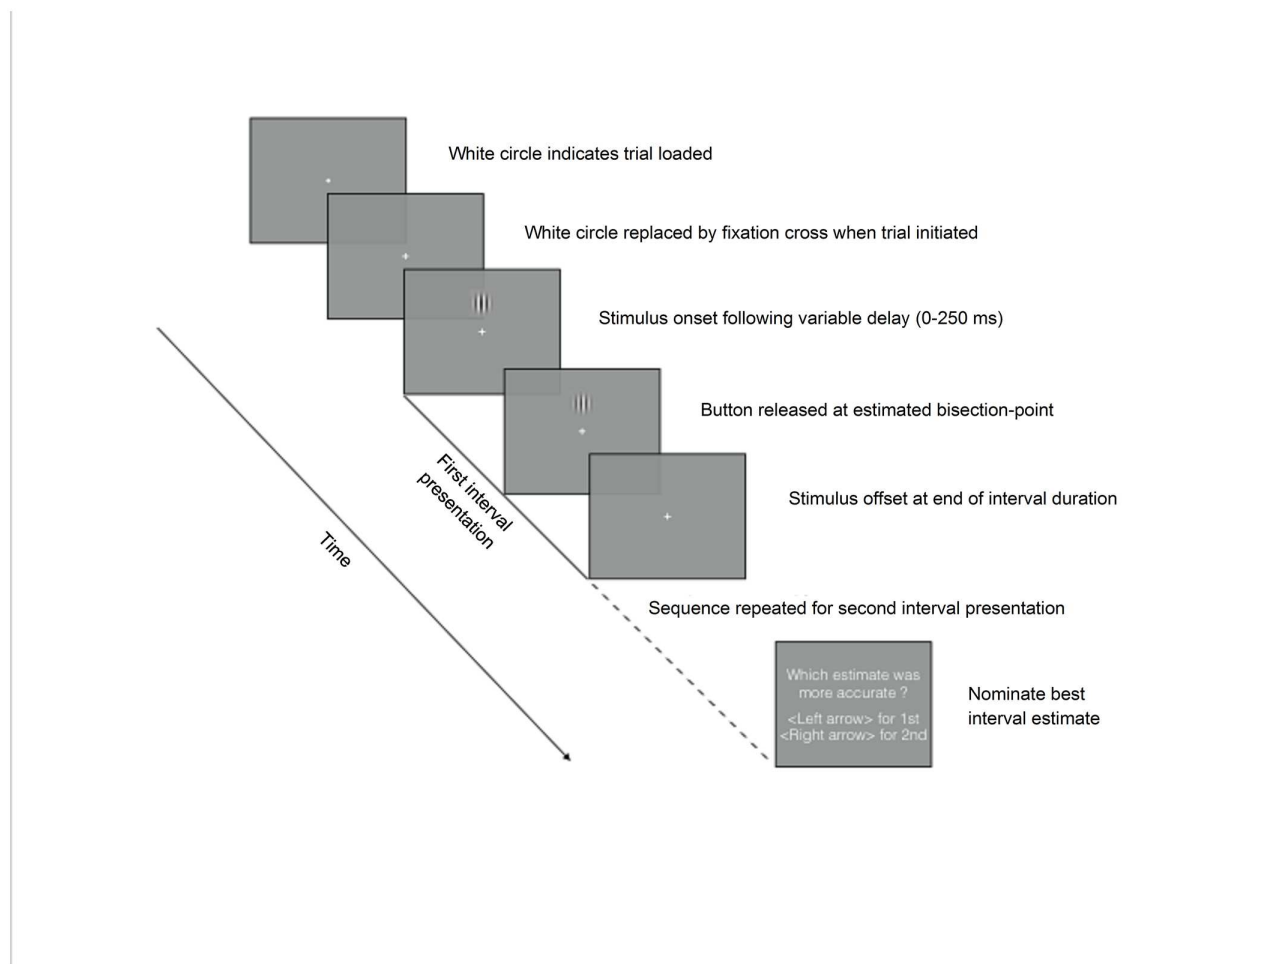 White circle indicates trial loaded
White circle replaced by fixation cross when trial initiated
Stimulus onset following variable delay (0-250 ms)
Button released at estimated bisection-point
First interval
presentation
Stimulus offset at end of interval duration
Time
Sequence repeated for second interval presentation
Which estimate was
more accurate ?
<Left arrow> for 1st
<Right arrow> for 2nd
Nominate best
interval estimate